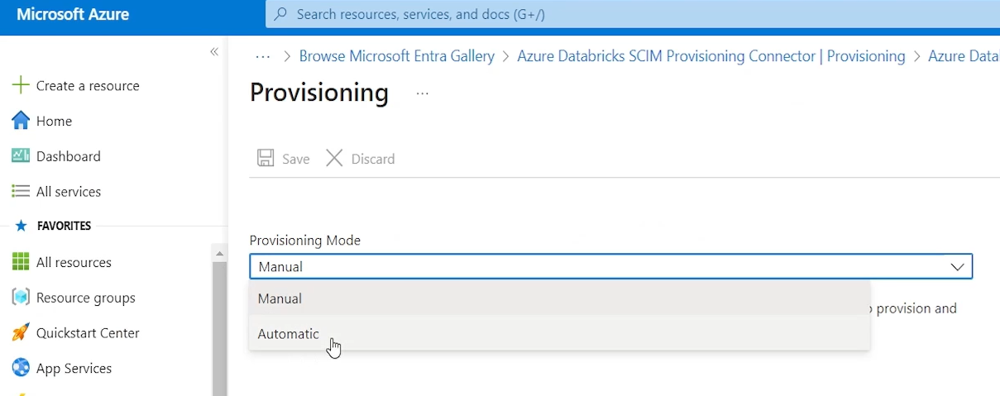 Microsoft Azure
Search resources, services, and docs (G+/)
«
Create a resource
Home
Dashboard
All services
FAVORITES
All resources
Resource groups
Quickstart Center
App Services
··· > Browse Microsoft Entra Gallery > Azure Databricks SCIM Provisioning Connector | Provisioning > Azure
Provisioning ···
Save Discard
Provisioning Mode
Manual
Manual
provision and
Automatic